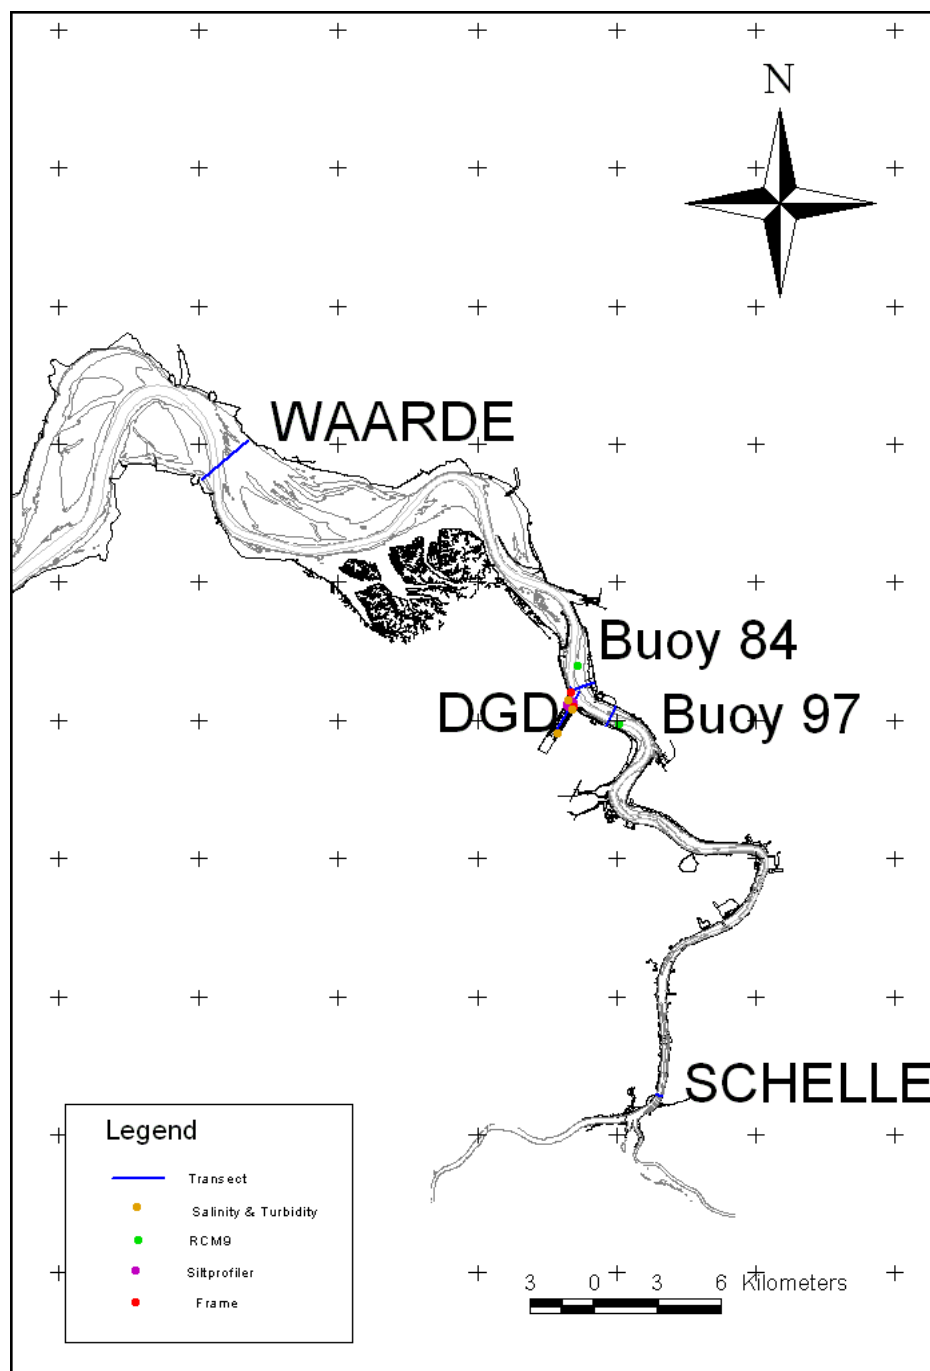 N
WAARDE
Buoy 84
DGD
Buoy 97
SCHELLE
Legend
Transect
Salinity & Turbidity
RCM9
Siltprofiler
Frame
3 0 3 6 Kilometers